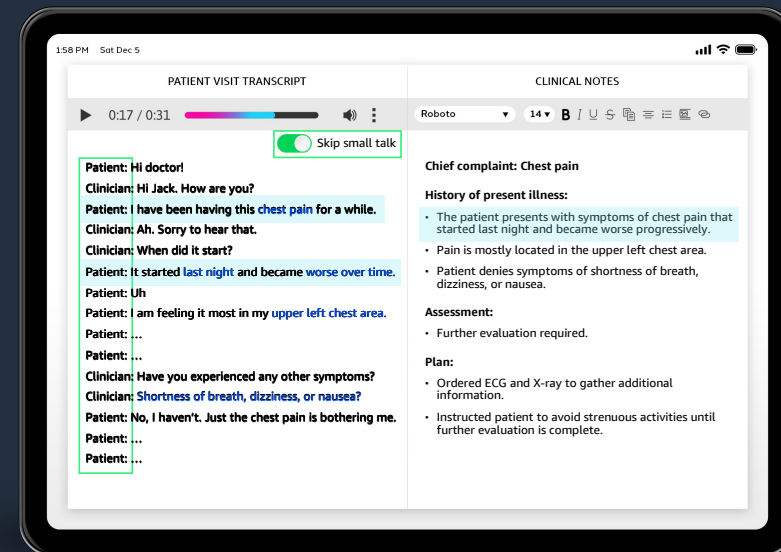 1:58 PM Sat Dec 5
PATIENT VISIT TRANSCRIPT
0:17 / 0:31
Skip small talk
Patient: Hi doctor!
Clinician: Hi Jack. How are you?
Patient: I have been having this chest pain for a while.
Clinician: Ah. Sorry to hear that.
Clinician: When did it start?
Patient: It started last night and became worse over time.
Patient: Uh
Patient: I am feeling it most in my upper left chest area.
Patient: ...
Patient: ...
Clinician: Have you experienced any other symptoms?
Clinician: Shortness of breath, dizziness, or nausea?
Patient: No, I haven't. Just the chest pain is bothering me.
Patient: ...
Patient: ...
CLINICAL NOTES
Roboto 14 B I U S
Chief complaint: Chest pain
History of present illness:
• The patient presents with symptoms of chest pain that
started last night and became worse progressively.
• Pain is mostly located in the upper left chest area.
• Patient denies symptoms of shortness of breath,
dizziness, or nausea.
Assessment:
• Further evaluation required.
Plan:
• Ordered ECG and X-ray to gather additional
information.
• Instructed patient to avoid strenuous activities until
further evaluation is complete.